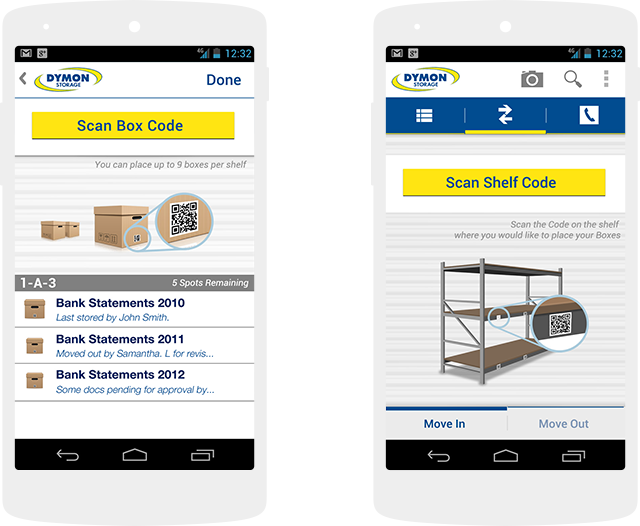 4G 12:32
DYMON
STORAGE
Done
Scan Box Code
You can place up to 9 boxes per shelf
1-A-3 5 Spots Remaining
Bank Statements 2010
Last stored by John Smith.
Bank Statements 2011
Moved out by Samantha. L for revis...
Bank Statements 2012
Some docs pending for approval by...
4G 12:32
DYMON
STORAGE
Scan Shelf Code
Scan the Code on the shelf
where you would like to place your Boxes
Move In Move Out